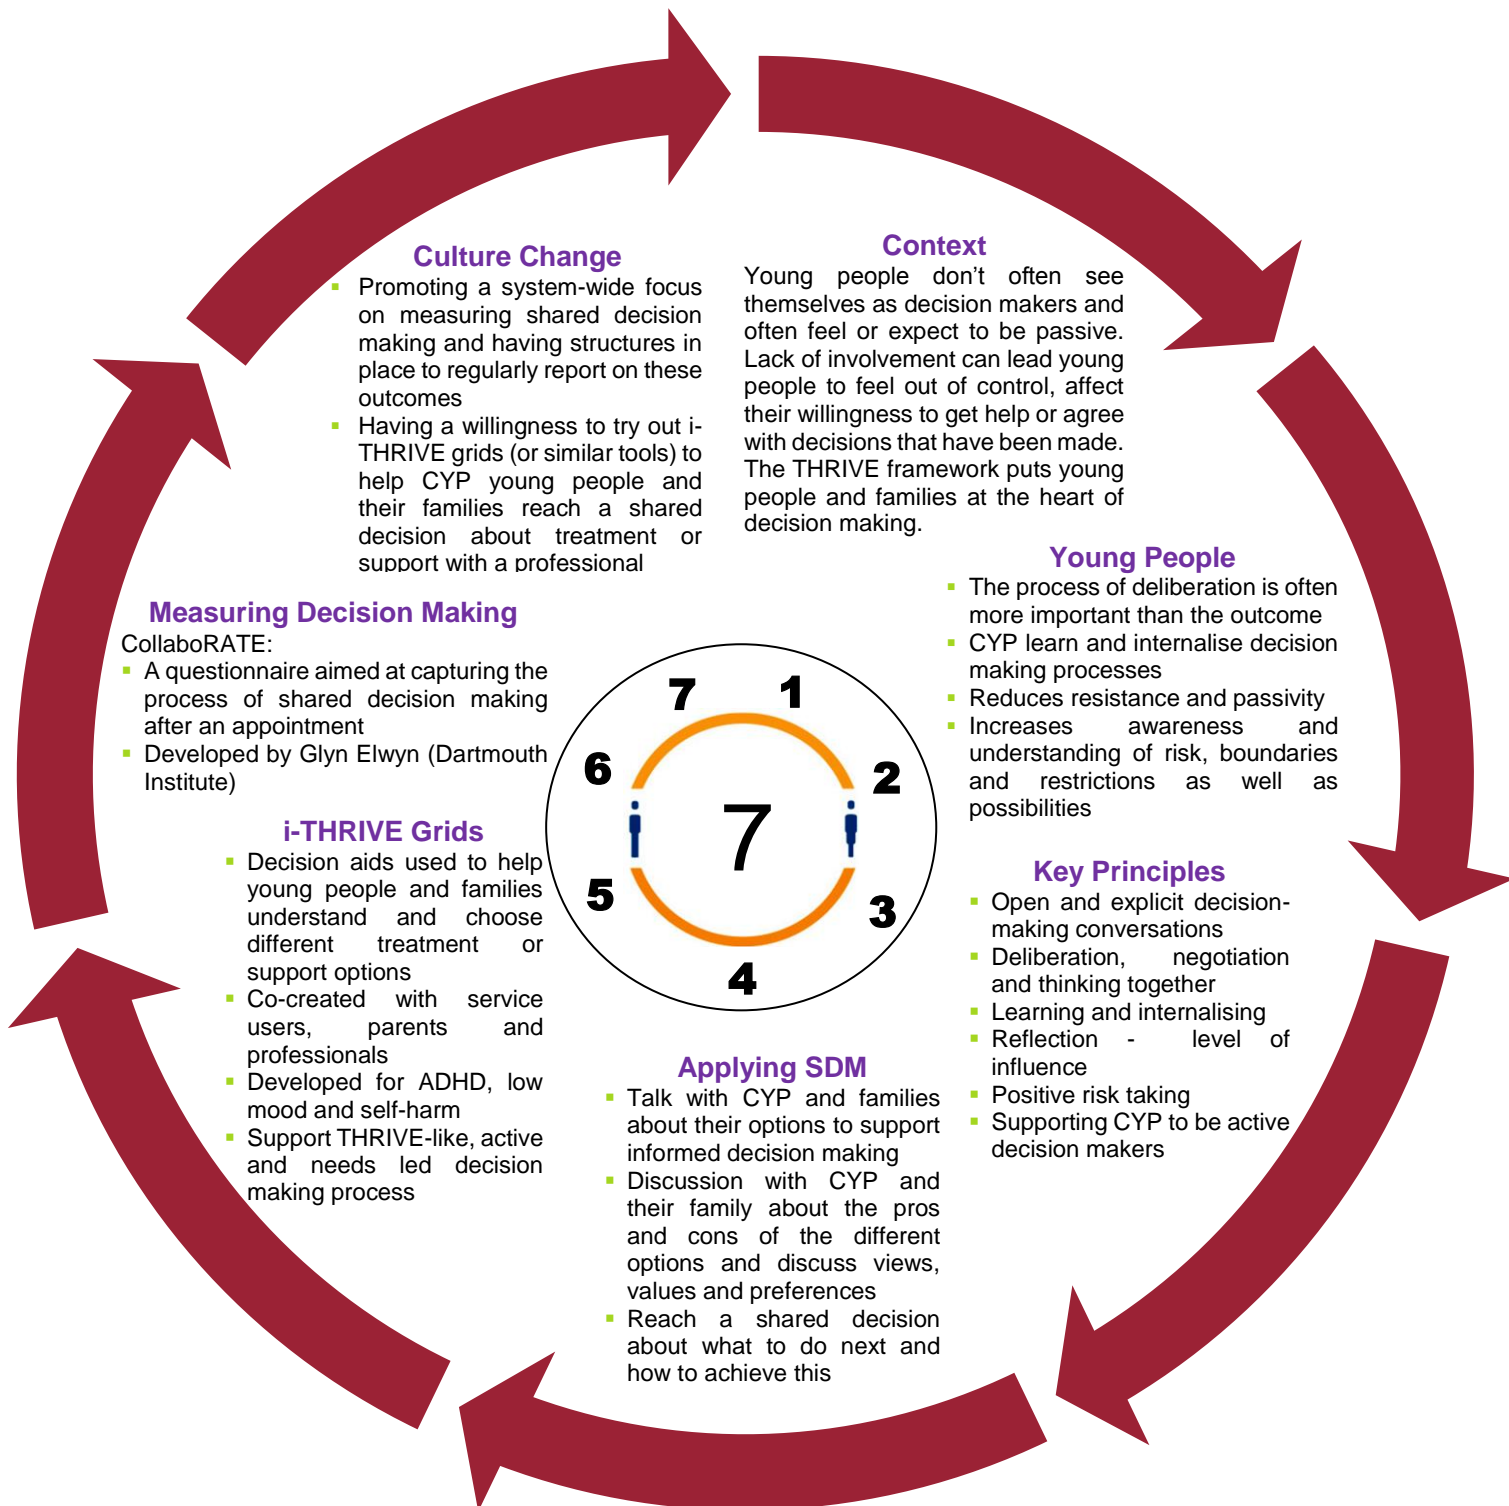 Context
Young people don't often see
themselves as decision makers and
often feel or expect to be passive.
Lack of involvement can lead young
people to feel out of control, affect
their willingness to get help or agree
with decisions that have been made.
The THRIVE framework puts young
people and families at the heart of
decision making.
Young People
▪ The process of deliberation is often
more important than the outcome
▪ CYP learn and internalise decision
making processes
▪ Reduces resistance and passivity
▪ Increases awareness and
understanding of risk, boundaries
and restrictions as well as
possibilities
Key Principles
▪ Open and explicit decision-
making conversations
▪ Deliberation, negotiation
and thinking together
▪ Learning and internalising
▪ Reflection - level of
influence
▪ Positive risk taking
▪ Supporting CYP to be active
decision makers
Applying SDM
▪ Talk with CYP and families
about their options to support
informed decision making
▪ Discussion with CYP and
their family about the pros
and cons of the different
options and discuss views,
values and preferences
▪ Reach a shared decision
about what to do next and
how to achieve this
i-THRIVE Grids
▪ Decision aids used to help
young people and families
understand and choose
different treatment or
support options
▪ Co-created with service
users, parents and
professionals
▪ Developed for ADHD, low
mood and self-harm
▪ Support THRIVE-like, active
and needs led decision
making process
Measuring Decision Making
CollaboRATE:
▪ A questionnaire aimed at capturing the
process of shared decision making
after an appointment
▪ Developed by Glyn Elwyn (Dartmouth
Institute)
Culture Change
▪ Promoting a system-wide focus
on measuring shared decision
making and having structures in
place to regularly report on these
outcomes
▪ Having a willingness to try out i-
THRIVE grids (or similar tools) to
help CYP young people and
their families reach a shared
decision about treatment or
support with a professional
1
2
3
4
5
6
7
7